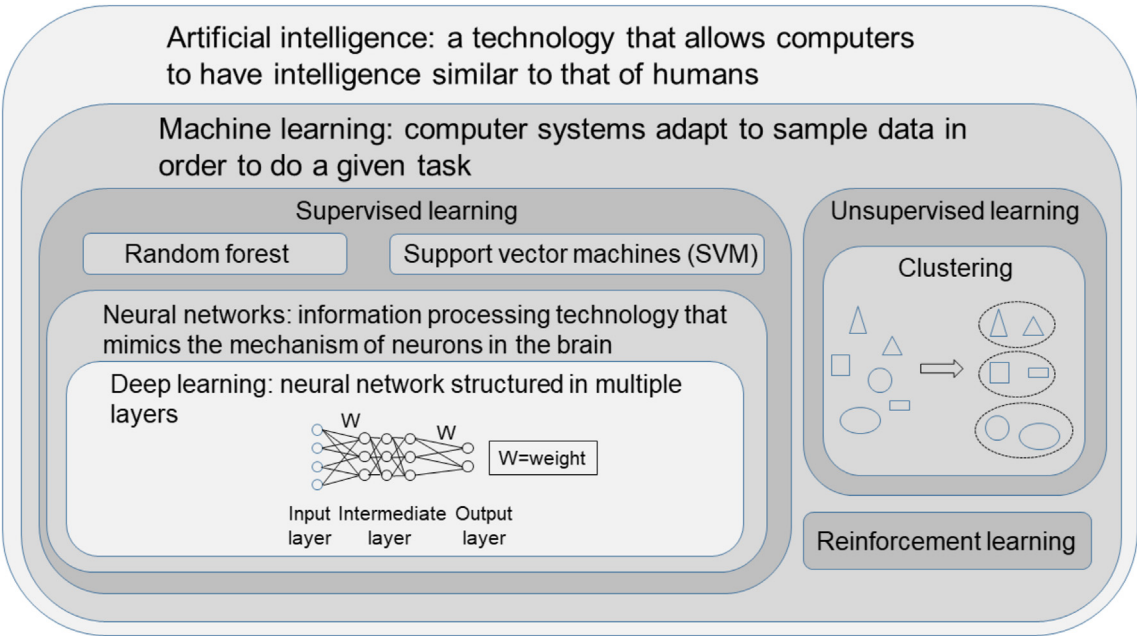 Artificial intelligence: a technology that allows computers
to have intelligence similar to that of humans
Machine learning: computer systems adapt to sample data in
order to do a given task
Supervised learning
Random forest
Support vector machines (SVM)
Neural networks: information processing technology that
mimics the mechanism of neurons in the brain
Deep learning: neural network structured in multiple
layers
W
W
W=weight
Input
layer
Intermediate
layer
Output
layer
Unsupervised learning
Clustering
Reinforcement learning